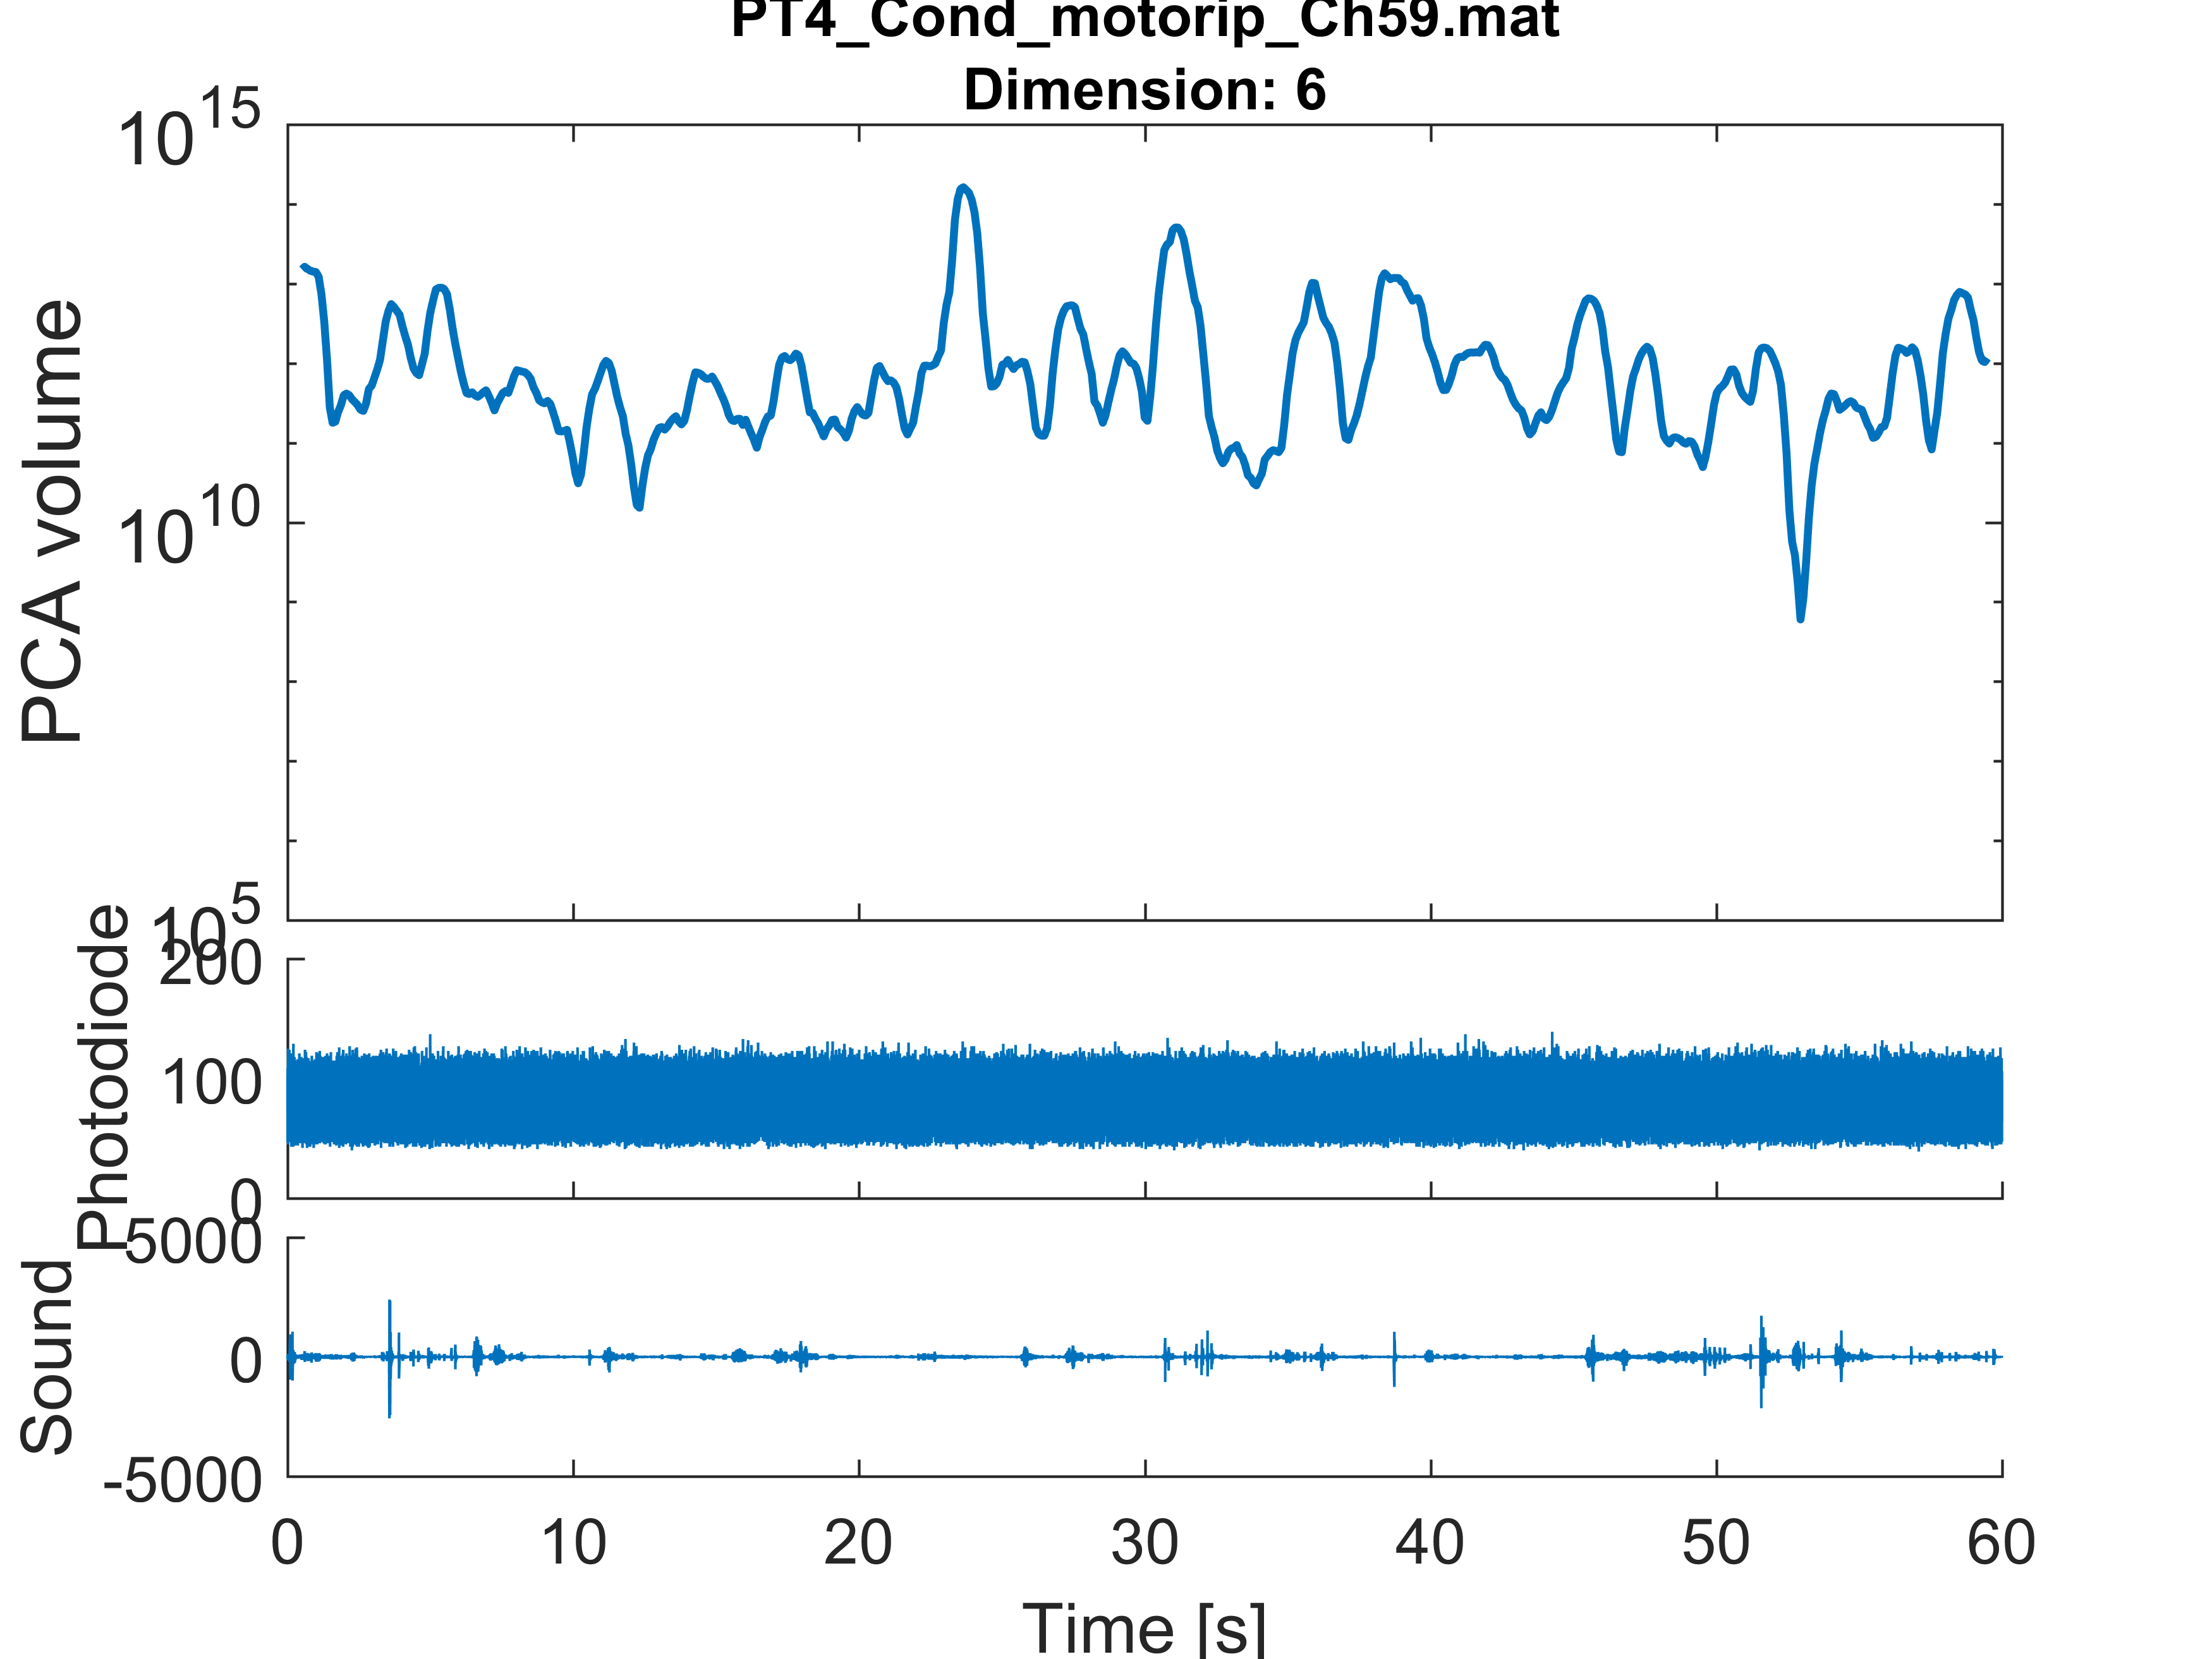 PT4_Cond_motorip_Ch59.mat
Dimension: 6
PCA volume
10^15
10^10
10^5
Photodiode
200
100
0
Sound
5000
0
-5000
0 10 20 30 40 50 60
Time [s]